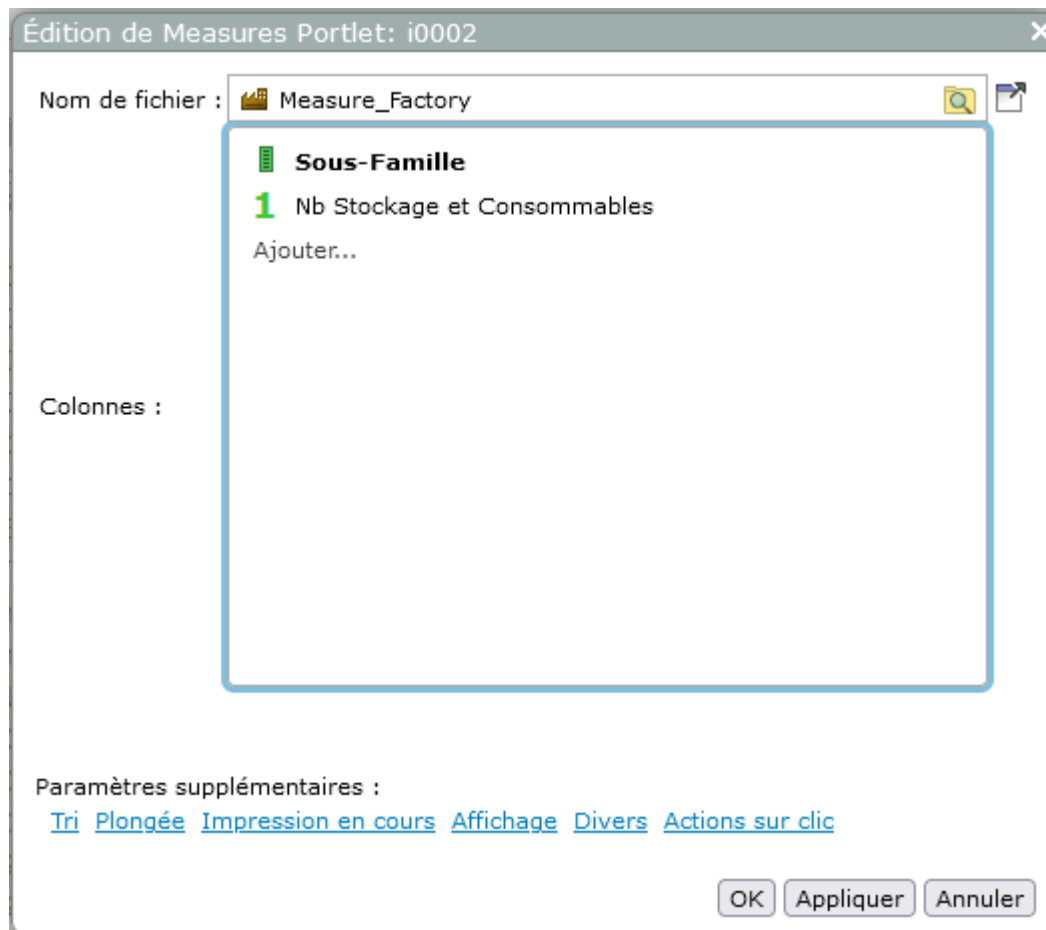 Édition de Measures Portlet: i0002
Nom de fichier : Measure_Factory
Sous-Famille
1 Nb Stockage et Consommables
Ajouter...
Colonnes :
Paramètres supplémentaires :
Tri Plongée Impression en cours Affichage Divers Actions sur clic
OK Appliquer Annuler